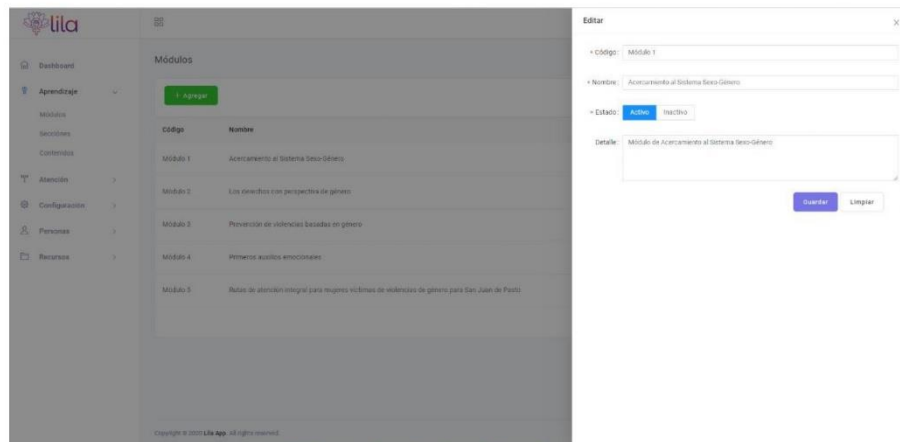 lila
Dashboard
Aprendizaje
Módulos
Secciones
Contenidos
Atención
Configuración
Personas
Recursos
Módulos
+ Agregar
Código Nombre
Módulo 1 Acercamiento al Sistema Sexo-Género
Módulo 2 Los derechos con perspectiva de género
Módulo 3 Prevención de violencias basadas en género
Módulo 4 Primeros auxilios emocionales
Módulo 5 Rutas de atención integral para mujeres víctimas de violencias de género para San Juan de Pasto
Copyright © 2020 Lila App. All rights reserved.
Editar
* Código: Módulo 1
* Nombre: Acercamiento al Sistema Sexo-Género
* Estado: Activo Inactivo
Detalle: Módulo de Acercamiento al Sistema Sexo-Género
Guardar Limpiar